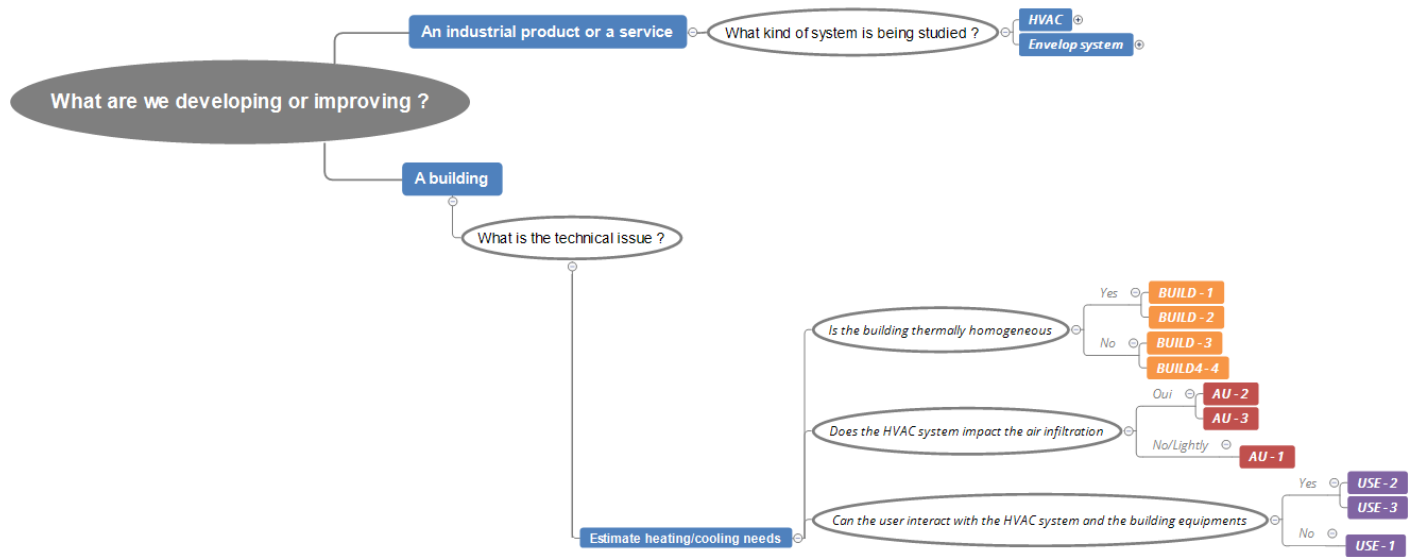 What are we developing or improving ?
An industrial product or a service
What kind of system is being studied ?
HVAC
Envelop system
A building
What is the technical issue ?
Estimate heating/cooling needs
Is the building thermally homogeneous
Yes
BUILD - 1
BUILD - 2
No
BUILD - 3
BUILD4 - 4
Does the HVAC system impact the air infiltration
Oui
AU - 2
AU - 3
No/Lightly
AU - 1
Can the user interact with the HVAC system and the building equipments
Yes
USE - 2
USE - 3
No
USE - 1